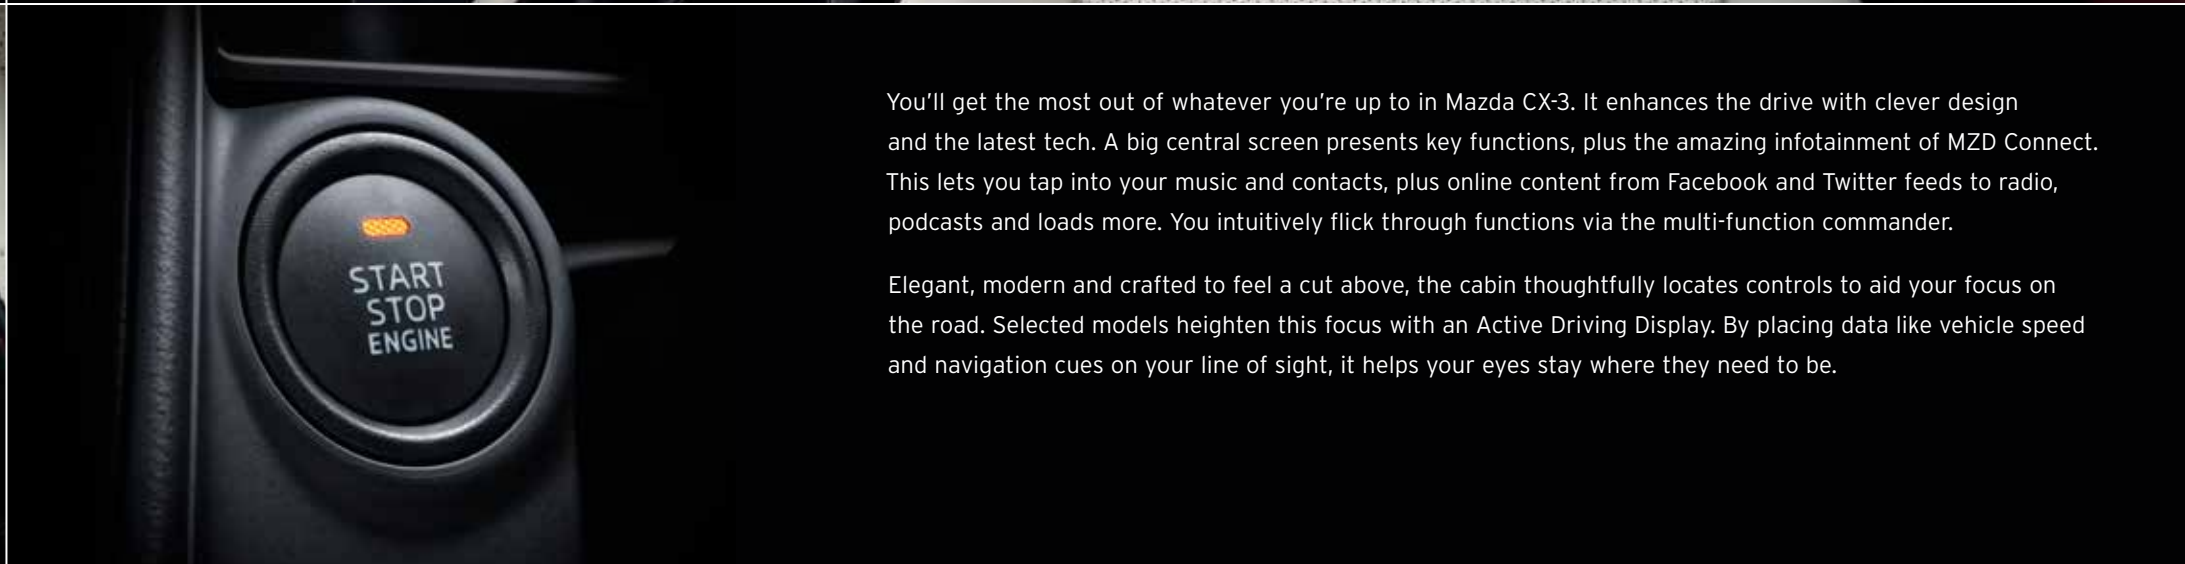 START
STOP
ENGINE
You'll get the most out of whatever you're up to in Mazda CX-3. It enhances the drive with clever design
and the latest tech. A big central screen presents key functions, plus the amazing infotainment of MZD Connect.
This lets you tap into your music and contacts, plus online content from Facebook and Twitter feeds to radio,
podcasts and loads more. You intuitively flick through functions via the multi-function commander.
Elegant, modern and crafted to feel a cut above, the cabin thoughtfully locates controls to aid your focus on
the road. Selected models heighten this focus with an Active Driving Display. By placing data like vehicle speed
and navigation cues on your line of sight, it helps your eyes stay where they need to be.